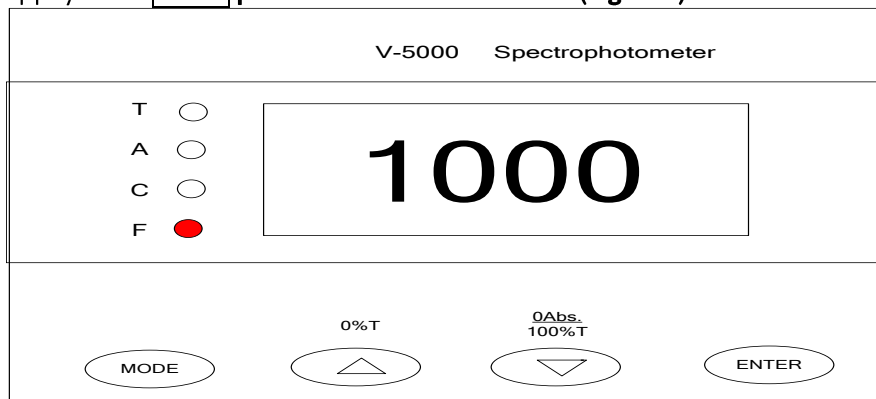 V-5000 Spectrophotometer
T
A
C
F
1000
0%T
0Abs.
100%T
MODE
ENTER